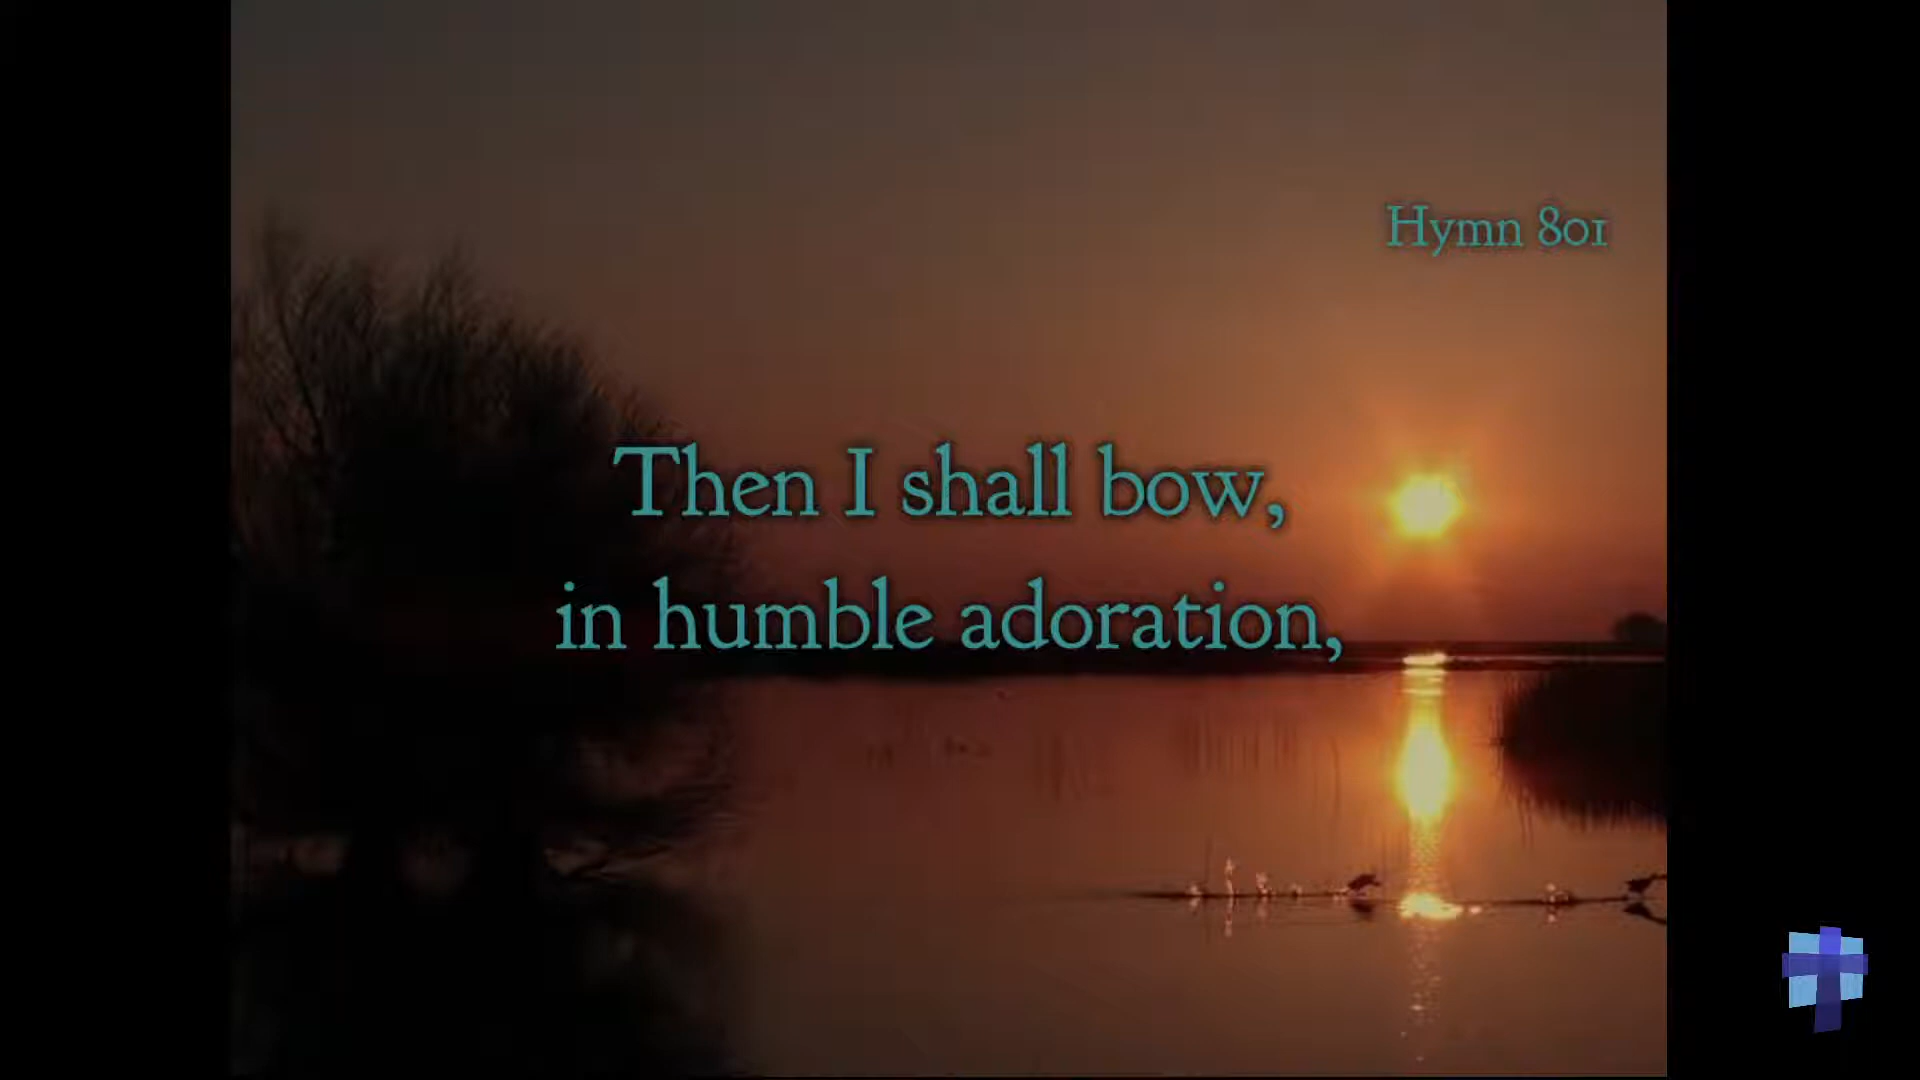 Hymn 801
Then I shall bow,
in humble adoration,